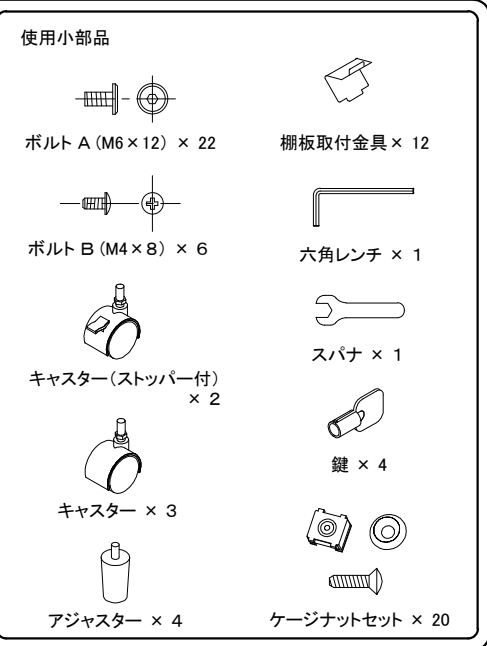 使用小部品
ボルト A (M6×12) × 22
ボルト B (M4×8) × 6
キャスター(ストッパー付)
× 2
キャスター × 3
アジャスター × 4
棚板取付金具× 12
六角レンチ × 1
スパナ × 1
鍵 × 4
ケージナットセット × 20